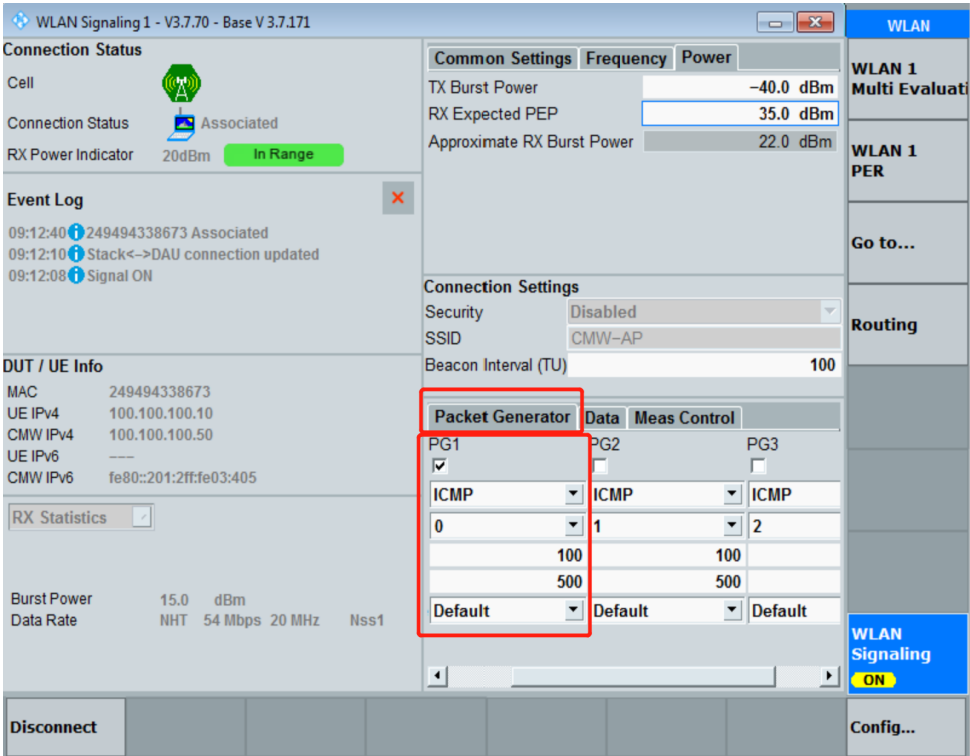 WLAN Signaling 1 - V3.7.70 - Base V 3.7.171
Connection Status
Cell
Connection Status Associated
RX Power Indicator 20dBm In Range
Event Log
09:12:40 249494338673 Associated
09:12:10 Stack<->DAU connection updated
09:12:08 Signal ON
DUT / UE Info
MAC 249494338673
UE IPv4 100.100.100.10
CMW IPv4 100.100.100.50
UE IPv6 ---
CMW IPv6 fe80::201:2ff:fe03:405
RX Statistics
Burst Power 15.0 dBm
Data Rate NHT 54 Mbps 20 MHz Nss1
Common Settings Frequency Power
TX Burst Power -40.0 dBm
RX Expected PEP 35.0 dBm
Approximate RX Burst Power 22.0 dBm
Connection Settings
Security Disabled
SSID CMW-AP
Beacon Interval (TU) 100
Packet Generator Data Meas Control
PG1 PG2 PG3
ICMP ICMP ICMP
0 1 2
100 100
500 500
Default Default Default
WLAN
WLAN 1
Multi Evaluati
WLAN 1
PER
Go to...
Routing
WLAN
Signaling
ON
Disconnect
Config...